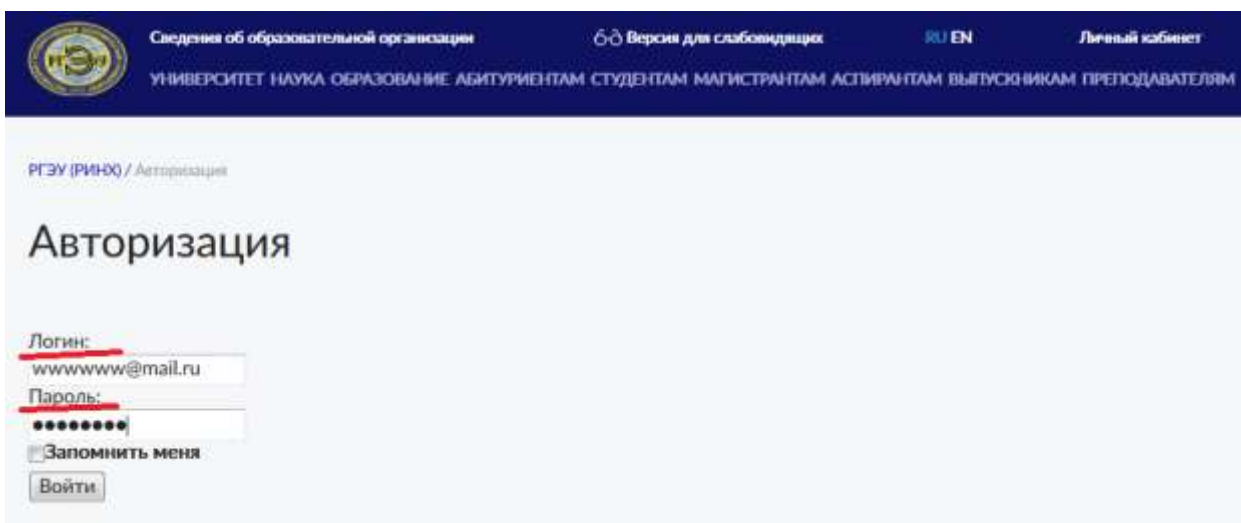 Сведения об образовательной организации Версия для слабовидящих RU EN Личный кабинет
УНИВЕРСИТЕТ НАУКА ОБРАЗОВАНИЕ АБИТУРИЕНТАМ СТУДЕНТАМ МАГИСТРАНТАМ АСПИРАНТАМ ВЫПУСКНИКАМ ПРЕПОДАВАТЕЛЯМ
РГЭУ (РИНХ) / Авторизация
Авторизация
Логин:
wwwwwww@mail.ru
Пароль:
●●●●●●●●●
Запомнить меня
Войти